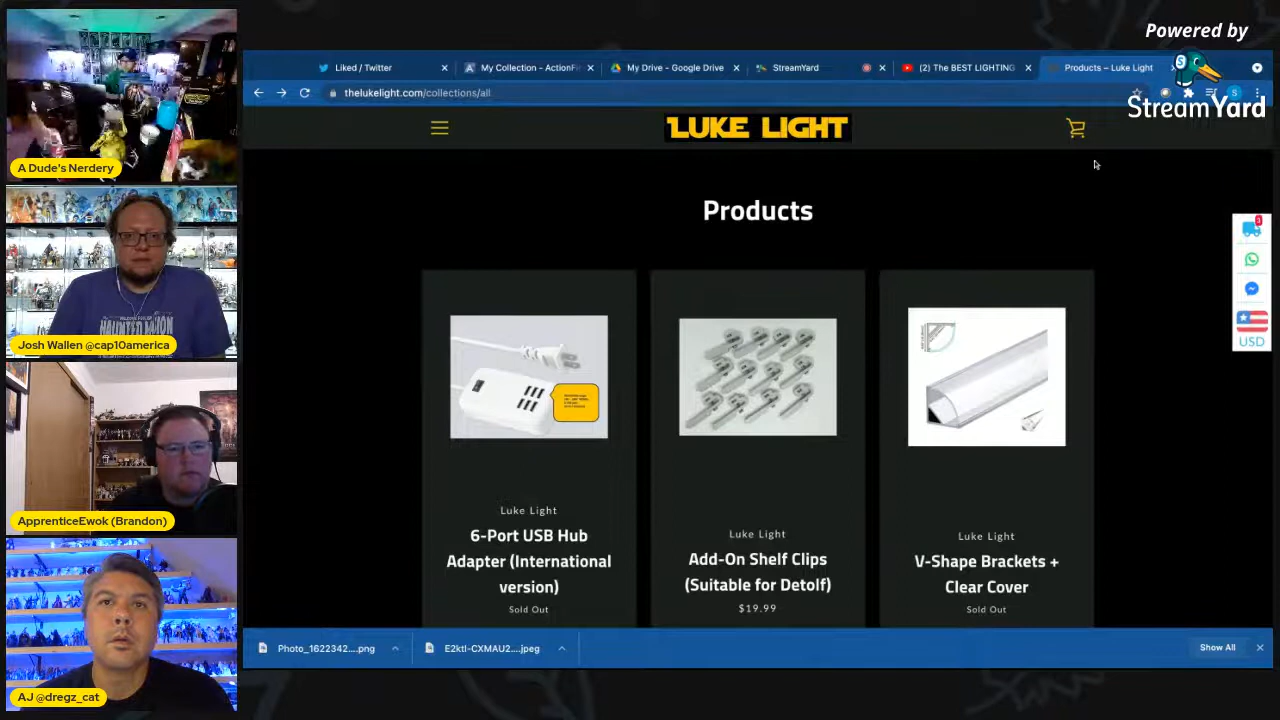 Powered by
StreamYard
Liked / Twitter
My Collection - ActionFi
My Drive - Google Drive
StreamYard
(2) The BEST LIGHTING
Products – Luke Light
thelukelight.com/collections/all
LUKE LIGHT
Products
Luke Light
6-Port USB Hub
Adapter (International
version)
Sold Out
Luke Light
Add-On Shelf Clips
(Suitable for Detolf)
$19.99
Luke Light
V-Shape Brackets +
Clear Cover
Sold Out
USD
Photo_1622342....png
E2ktI-CXMAU2....jpeg
Show All
A Dude's Nerdery
HAUNTED MANSION
Josh Wallen @cap10america
ApprenticeEwok (Brandon)
AJ @dregz_cat